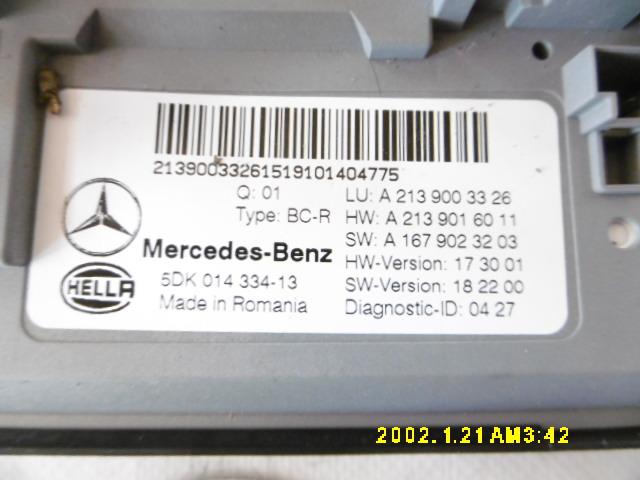 2139003326151910140４775
Q: 01
Type: BC-R
Mercedes-Benz
HELLA
5DK 014 334-13
Made in Romania
LU: A 213 900 33 26
HW: A 213 901 60 11
SW: A 167 902 32 03
HW-Version: 17 30 01
SW-Version: 18 22 00
Diagnostic-ID: 04 27
2002.1.21 AM3:42